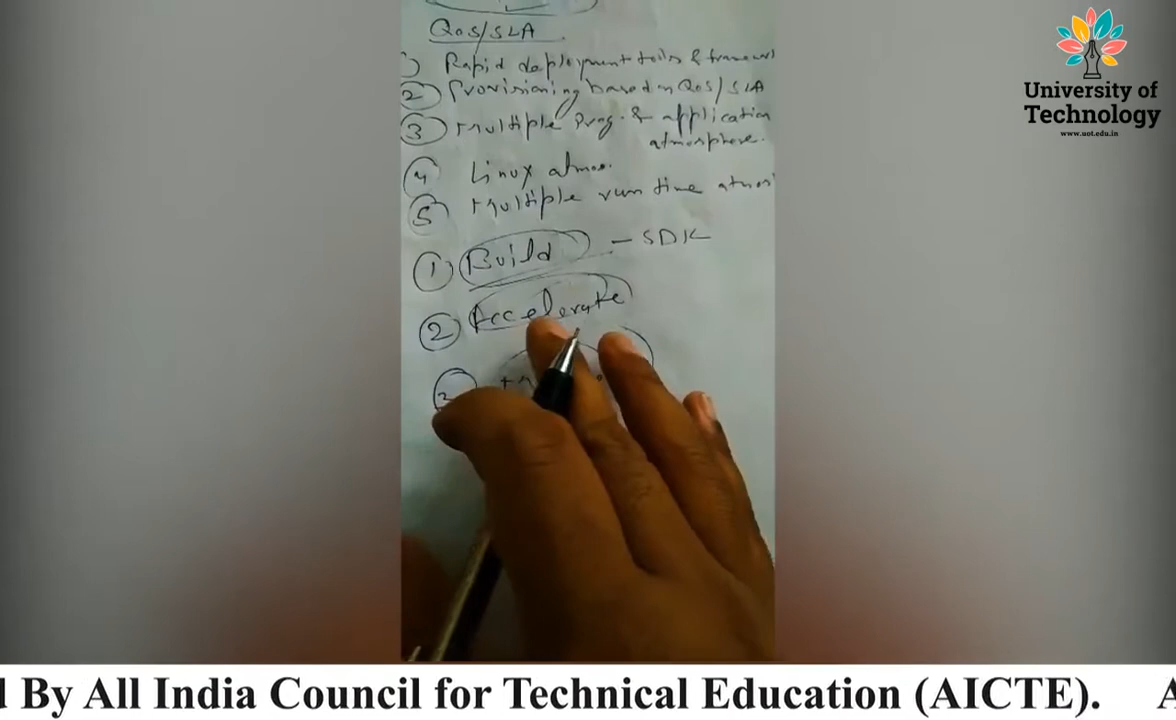 QoS/SLA
1) Rapid deployment tools &
2) Provisioning based on QoS/SLA
3) Multiple Prog. & application
atmosphere.
4) Linux atmos.
5) Multiple run time atmos
1) Build - SDK
2) Accelerate
3
University of
Technology
www.uot.edu.in
d By All India Council for Technical Education (AICTE). A